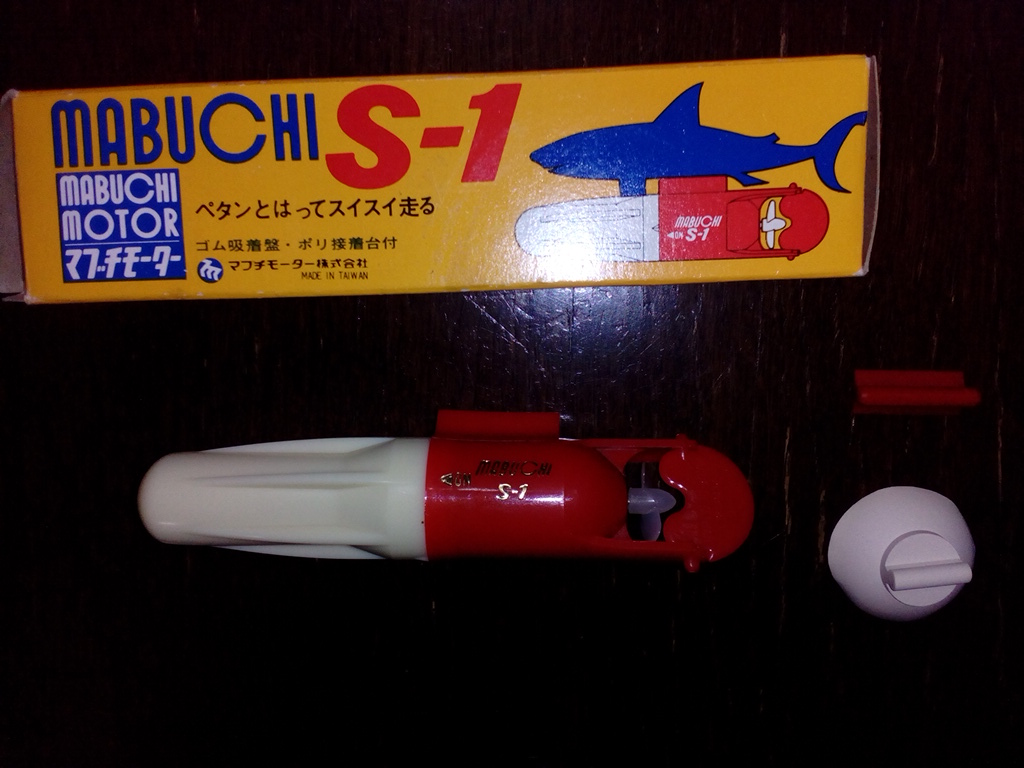 MABUCHI S-1
MABUCHI
MOTOR
マブチモーター
ペタンとはってスイスイ走る
ゴム吸着盤・ポリ接着台付
マブチモーター株式会社
MADE IN TAIWAN
MABUCHI
◀ON S-1
MABUCHI
◀ON
S-1